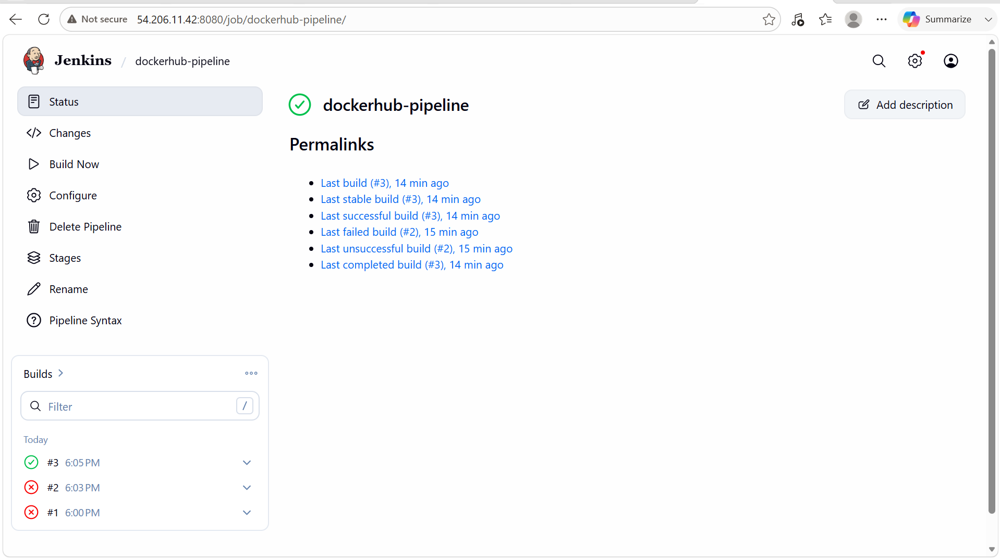 Not secure 54.206.11.42:8080/job/dockerhub-pipeline/ Summarize
Jenkins / dockerhub-pipeline
Status
Changes
Build Now
Configure
Delete Pipeline
Stages
Rename
Pipeline Syntax
Builds
Filter /
Today
#3 6:05 PM
#2 6:03 PM
#1 6:00 PM
dockerhub-pipeline
Add description
Permalinks
Last build (#3), 14 min ago
Last stable build (#3), 14 min ago
Last successful build (#3), 14 min ago
Last failed build (#2), 15 min ago
Last unsuccessful build (#2), 15 min ago
Last completed build (#3), 14 min ago